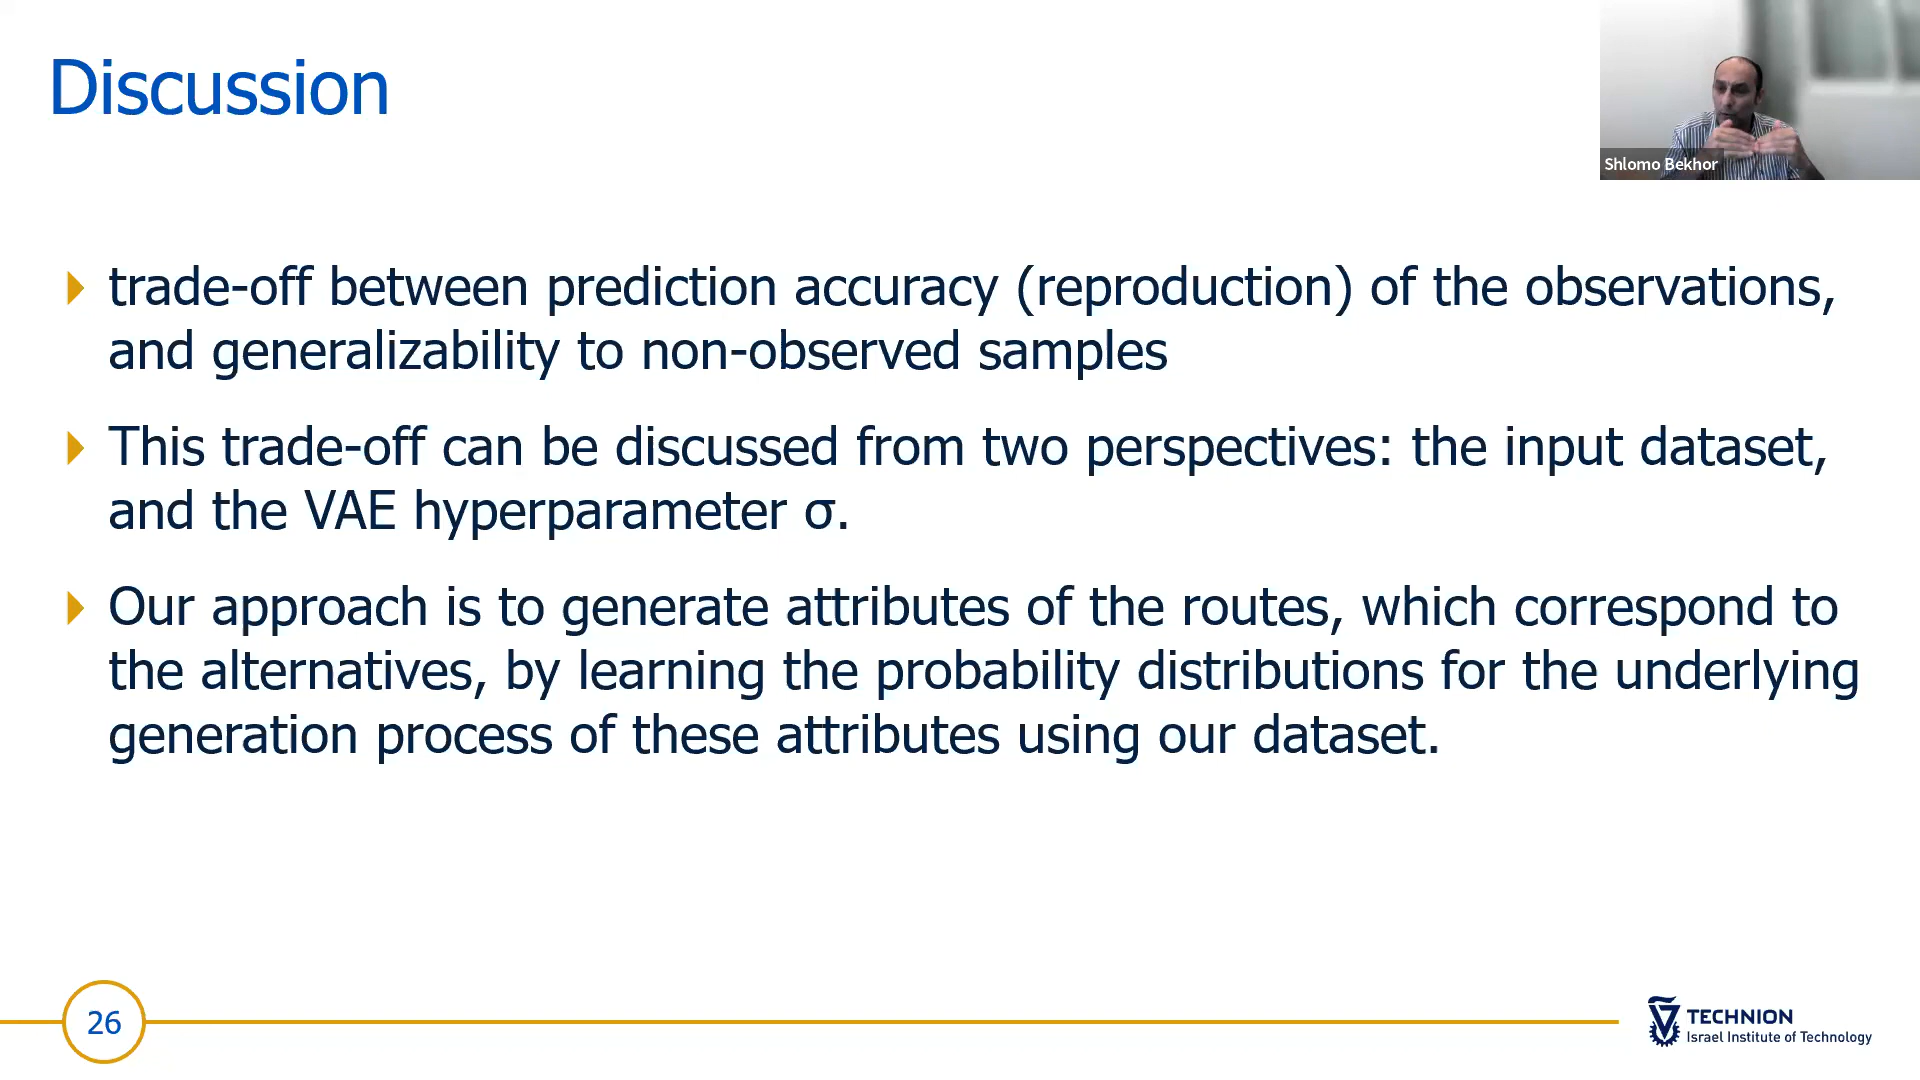 Discussion
Shlomo Bekhor
trade-off between prediction accuracy (reproduction) of the observations,
and generalizability to non-observed samples
This trade-off can be discussed from two perspectives: the input dataset,
and the VAE hyperparameter σ.
Our approach is to generate attributes of the routes, which correspond to
the alternatives, by learning the probability distributions for the underlying
generation process of these attributes using our dataset.
26
TECHNION
Israel Institute of Technology